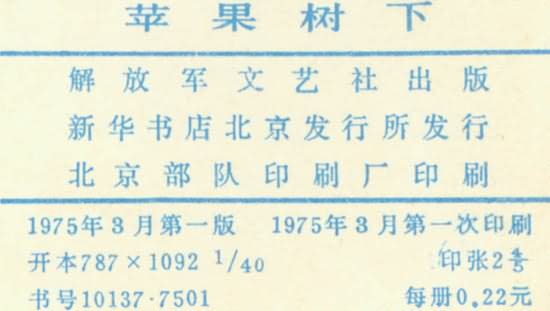 苹果树下
解放军文艺社出版
新华书店北京发行所发行
北京部队印刷厂印刷
1975年3月第一版 1975年3月第一次印刷
开本787×1092 1/40 印张2
书号10137·7501 每册0.22元